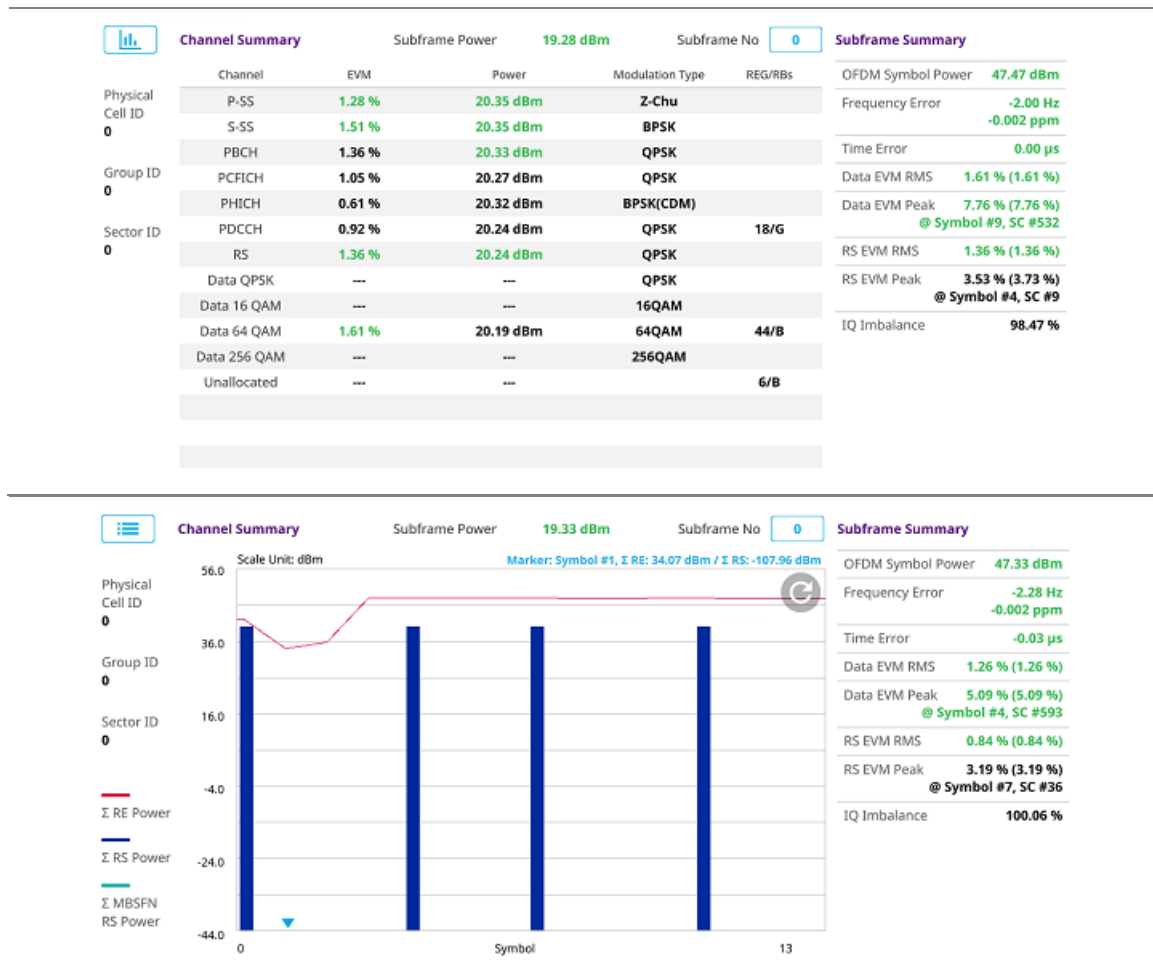 Channel Summary Subframe Power 19.28 dBm Subframe No 0 Subframe Summary
Physical
Cell ID
0
Group ID
0
Sector ID
0
Channel EVM Power Modulation Type REG/RBs
P-SS 1.28 % 20.35 dBm Z-Chu
S-SS 1.51 % 20.35 dBm BPSK
PBCH 1.36 % 20.33 dBm QPSK
PCFICH 1.05 % 20.27 dBm QPSK
PHICH 0.61 % 20.32 dBm BPSK(CDM)
PDCCH 0.92 % 20.24 dBm QPSK 18/G
RS 1.36 % 20.24 dBm QPSK
Data QPSK --- --- QPSK
Data 16 QAM --- --- 16QAM
Data 64 QAM 1.61 % 20.19 dBm 64QAM 44/B
Data 256 QAM --- --- 256QAM
Unallocated --- --- 6/B
OFDM Symbol Power 47.47 dBm
Frequency Error -2.00 Hz
-0.002 ppm
Time Error 0.00 µs
Data EVM RMS 1.61 % (1.61 %)
Data EVM Peak 7.76 % (7.76 %)
@ Symbol #9, SC #532
RS EVM RMS 1.36 % (1.36 %)
RS EVM Peak 3.53 % (3.73 %)
@ Symbol #4, SC #9
IQ Imbalance 98.47 %
Channel Summary Subframe Power 19.33 dBm Subframe No 0 Subframe Summary
Physical
Cell ID
0
Group ID
0
Sector ID
0
Σ RE Power
Σ RS Power
Σ MBSFN
RS Power
Scale Unit: dBm Marker: Symbol #1, Σ RE: 34.07 dBm / Σ RS: -107.96 dBm
56.0
36.0
16.0
-4.0
-24.0
-44.0
0 Symbol 13
OFDM Symbol Power 47.33 dBm
Frequency Error -2.28 Hz
-0.002 ppm
Time Error -0.03 µs
Data EVM RMS 1.26 % (1.26 %)
Data EVM Peak 5.09 % (5.09 %)
@ Symbol #4, SC #593
RS EVM RMS 0.84 % (0.84 %)
RS EVM Peak 3.19 % (3.19 %)
@ Symbol #7, SC #36
IQ Imbalance 100.06 %